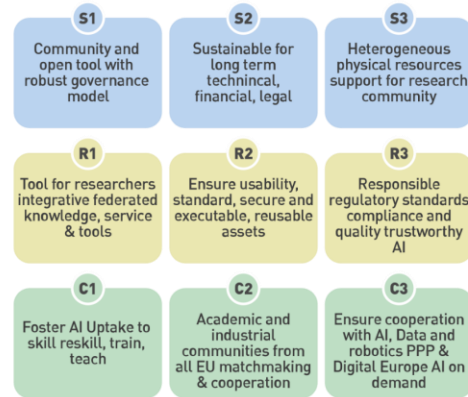 S1
Community and
open tool with
robust governance
model
S2
Sustainable for
long term
technincal,
financial, legal
S3
Heterogeneous
physical resources
support for research
community
R1
Tool for researchers
integrative federated
knowledge, service
& tools
R2
Ensure usability,
standard, secure and
executable, reusable
assets
R3
Responsible
regulatory standards
compliance and
quality trustworthy
AI
C1
Foster AI Uptake to
skill reskill, train,
teach
C2
Academic and
industrial
communities from
all EU matchmaking
& cooperation
C3
Ensure cooperation
with AI, Data and
robotics PPP &
Digital Europe AI on
demand